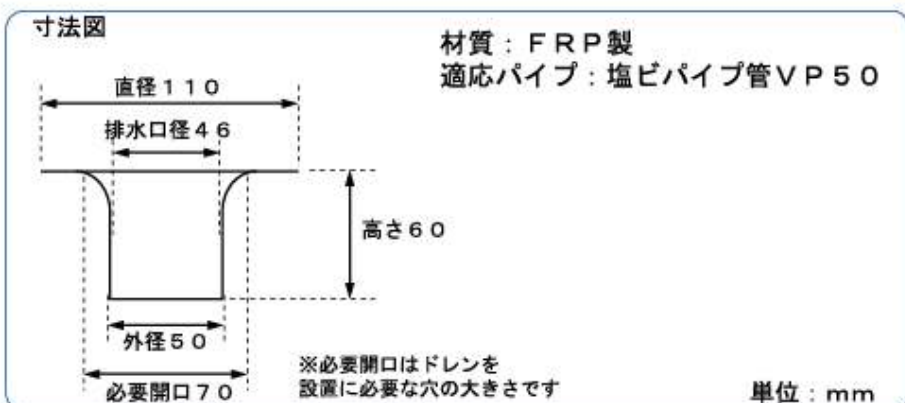 寸法図
材質：ＦＲＰ製
適応パイプ：塩ビパイプ管ＶＰ５０
直径１１０
排水口径４６
高さ６０
外径５０
必要開口７０
※必要開口はドレンを
設置に必要な穴の大きさです
単位：ｍｍ